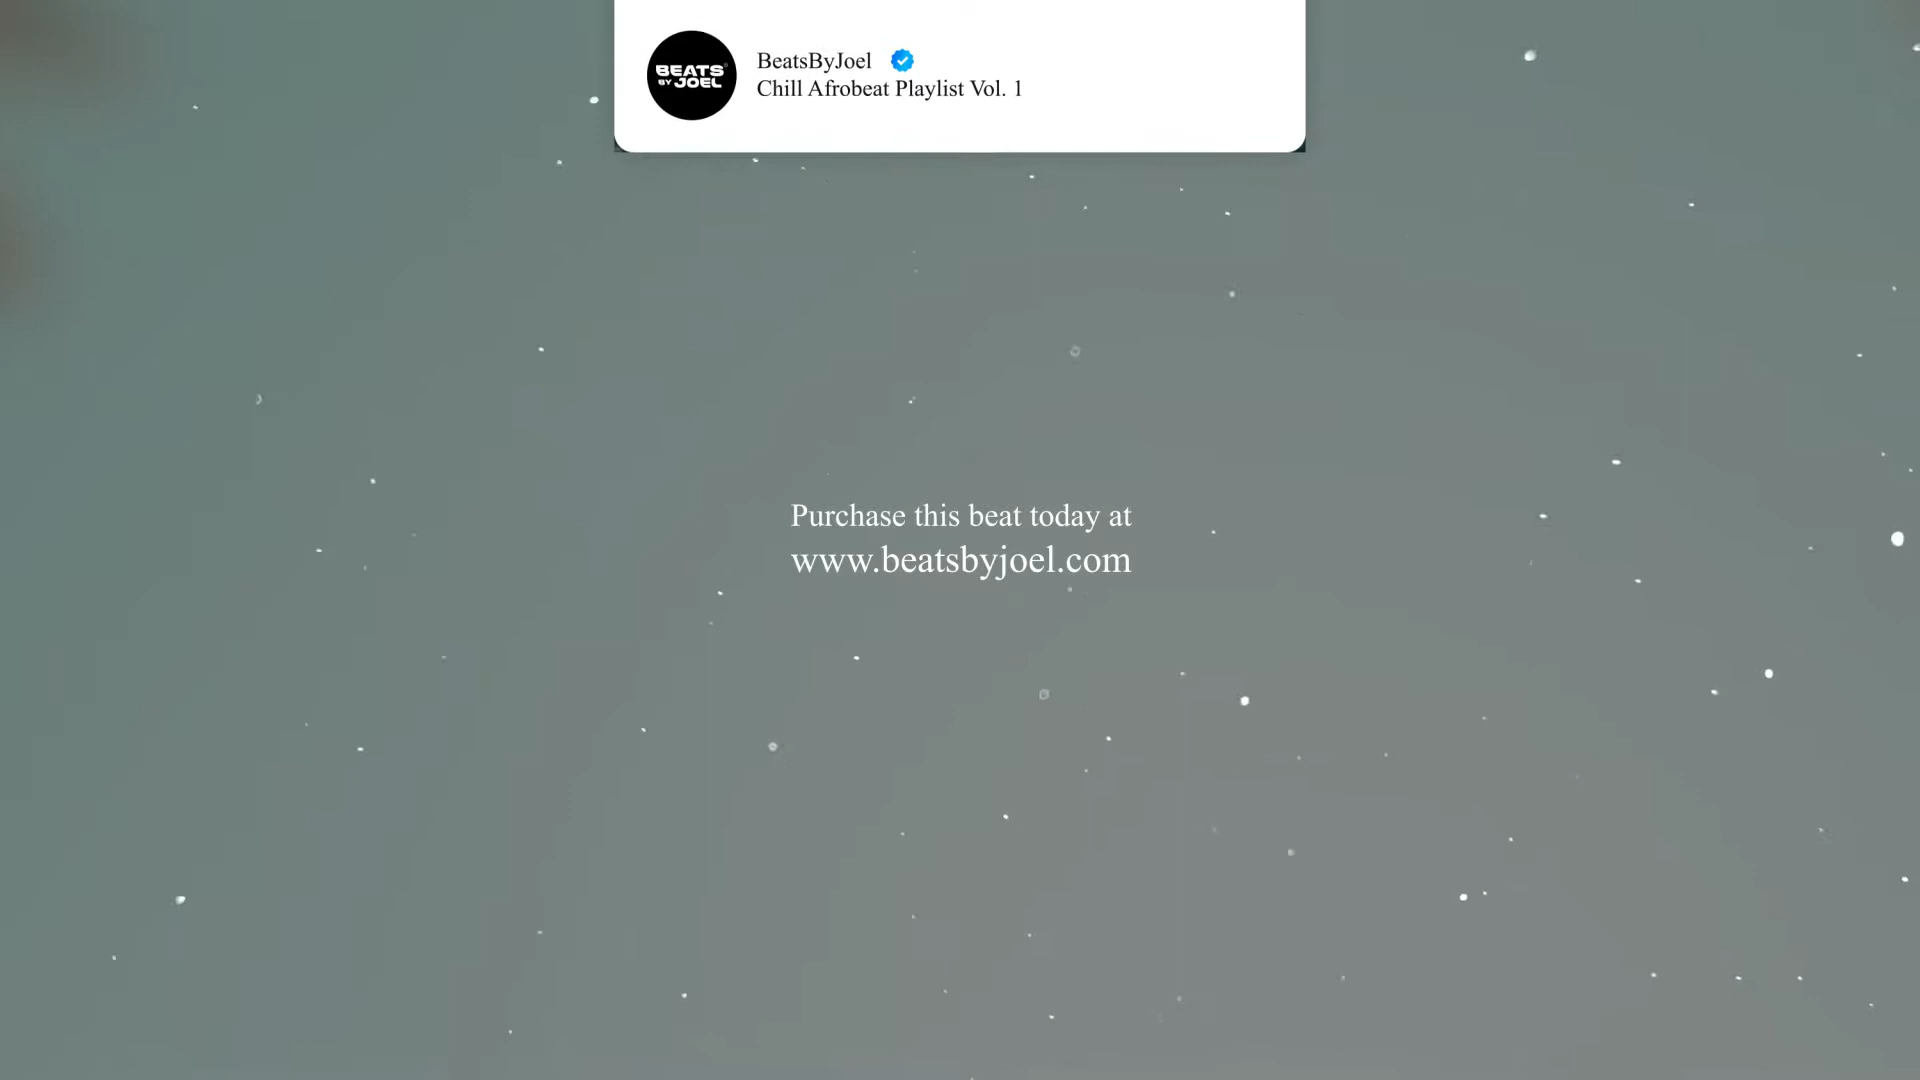 BEATS
BY JOEL
BeatsByJoel
Chill Afrobeat Playlist Vol. 1
Purchase this beat today at
www.beatsbyjoel.com